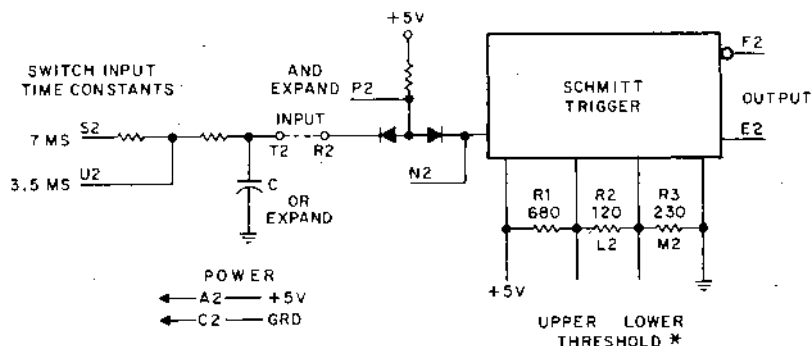 +5V
F2
SWITCH INPUT
TIME CONSTANTS
AND
EXPAND
P2
SCHMITT
TRIGGER
OUTPUT
7 MS
S2
INPUT
T2
R2
E2
3.5 MS
U2
N2
C
OR
EXPAND
R1
680
R2
120
L2
R3
230
M2
POWER
A2
+5V
C2
GRD
+5V
UPPER LOWER
THRESHOLD *